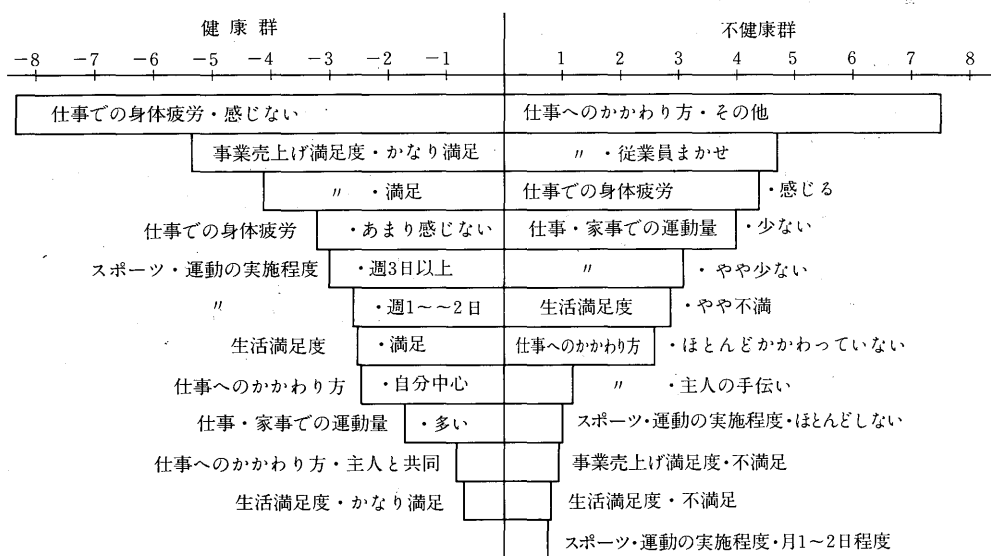 健康群 不健康群
-8 -7 -6 -5 -4 -3 -2 -1 1 2 3 4 5 6 7 8
仕事での身体疲労・感じない 仕事へのかかわり方・その他
事業売上げ満足度・かなり満足 〃 ・従業員まかせ
〃 ・満足 仕事での身体疲労 ・感じる
仕事での身体疲労 ・あまり感じない 仕事・家事での運動量 ・少ない
スポーツ・運動の実施程度 ・週3日以上 〃 ・やや少ない
〃 ・週1~~2日 生活満足度 ・やや不満
生活満足度 ・満足 仕事へのかかわり方 ・ほとんどかかわっていない
仕事へのかかわり方 ・自分中心 〃 ・主人の手伝い
仕事・家事での運動量 ・多い スポーツ・運動の実施程度・ほとんどしない
仕事へのかかわり方・主人と共同 事業売上げ満足度・不満足
生活満足度・かなり満足 生活満足度・不満足
スポーツ・運動の実施程度・月1~2日程度